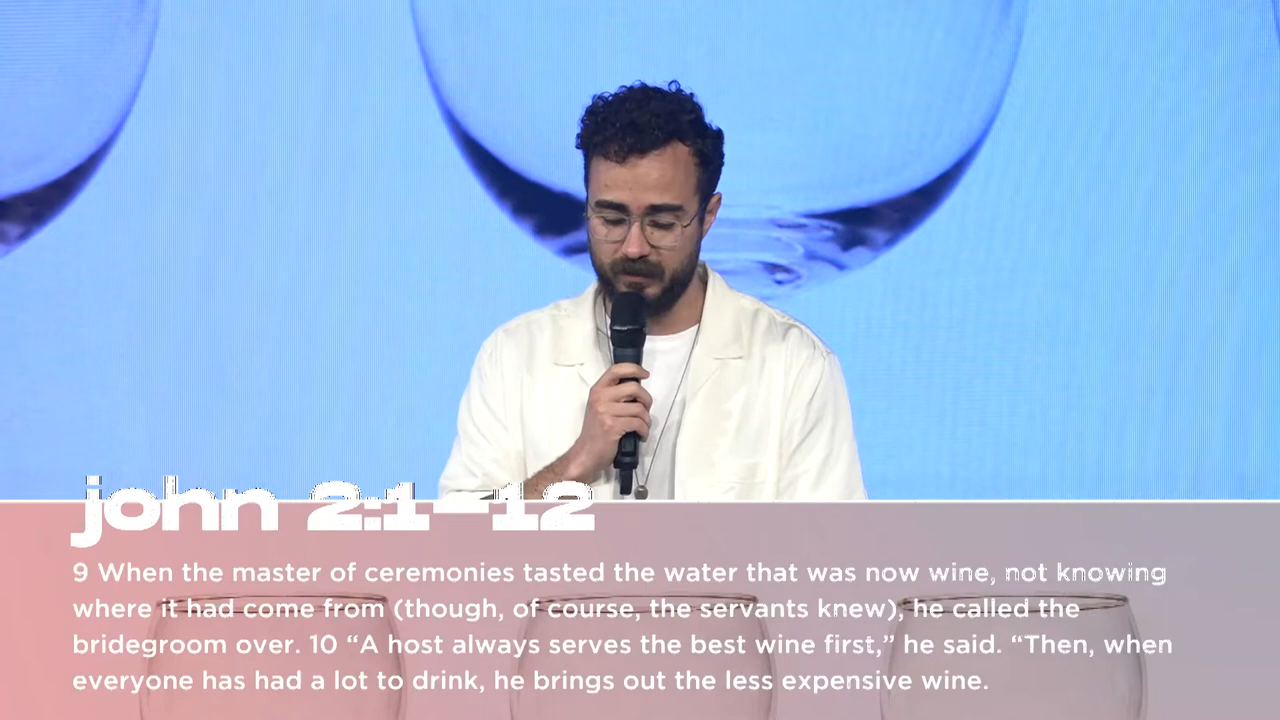 john 2:1-12
9 When the master of ceremonies tasted the water that was now wine, not knowing
where it had come from (though, of course, the servants knew), he called the
bridegroom over. 10 “A host always serves the best wine first,” he said. “Then, when
everyone has had a lot to drink, he brings out the less expensive wine.